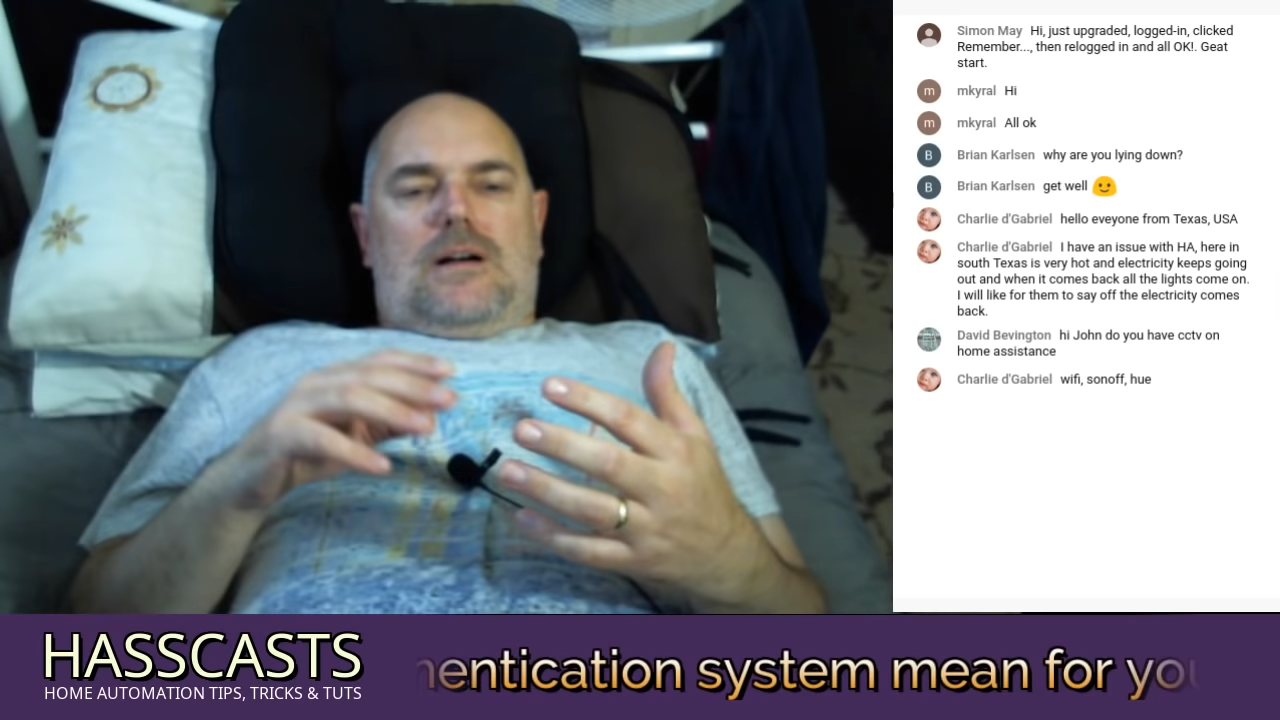 Simon May Hi, just upgraded, logged-in, clicked
Remember..., then relogged in and all OK!. Geat
start.
m mkyral Hi
m mkyral All ok
B Brian Karlsen why are you lying down?
B Brian Karlsen get well
Charlie d'Gabriel hello eveyone from Texas, USA
Charlie d'Gabriel I have an issue with HA, here in
south Texas is very hot and electricity keeps going
out and when it comes back all the lights come on.
I will like for them to say off the electricity comes
back.
David Bevington hi John do you have cctv on
home assistance
Charlie d'Gabriel wifi, sonoff, hue
HASSCASTS
HOME AUTOMATION TIPS, TRICKS & TUTS
entication system mean for you